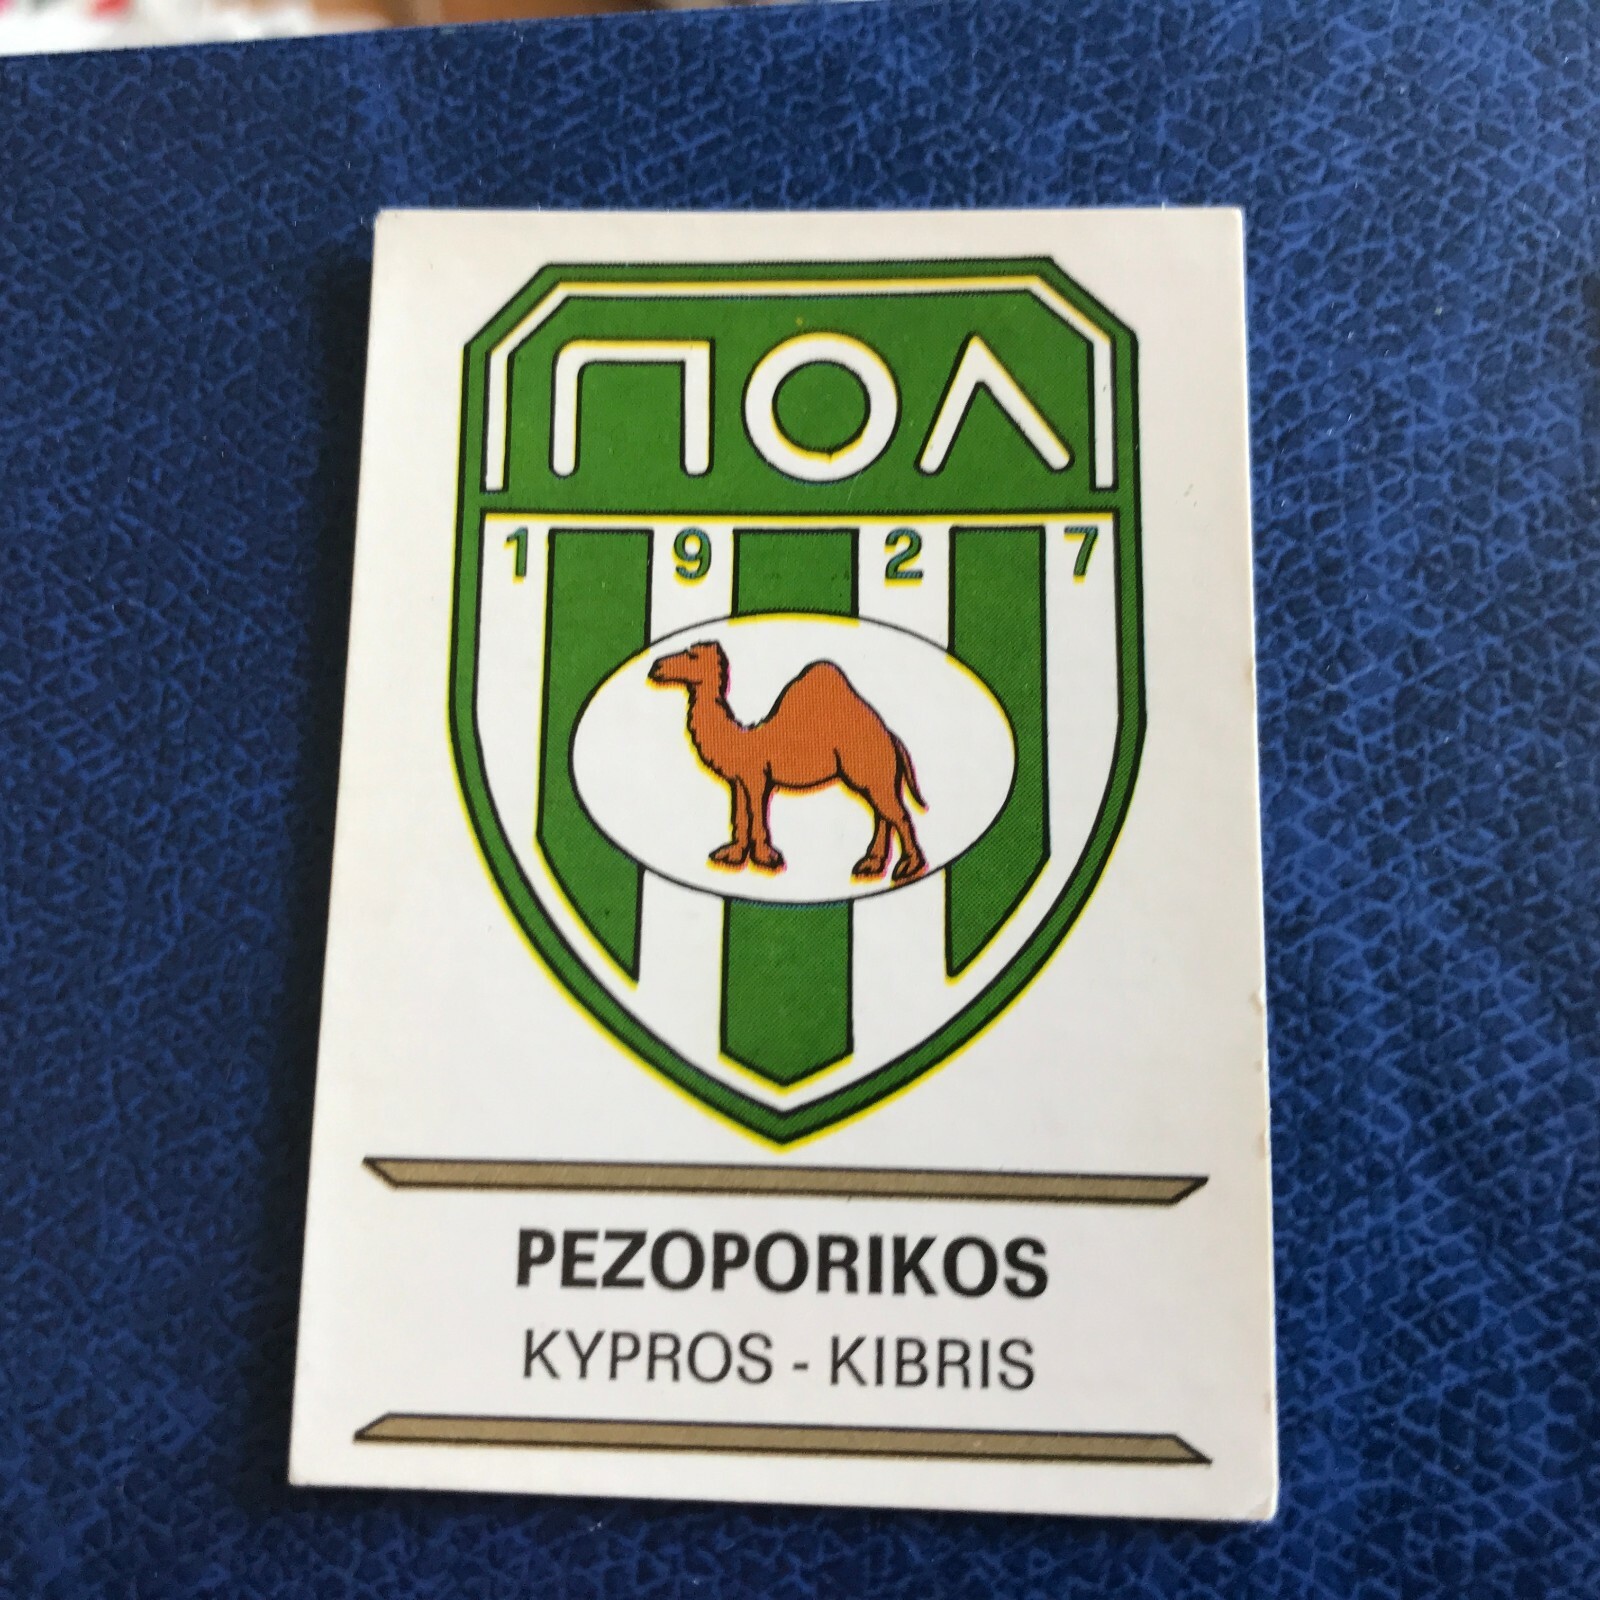 ΠΟΛ
1927
PEZOPORIKOS
KYPROS - KIBRIS